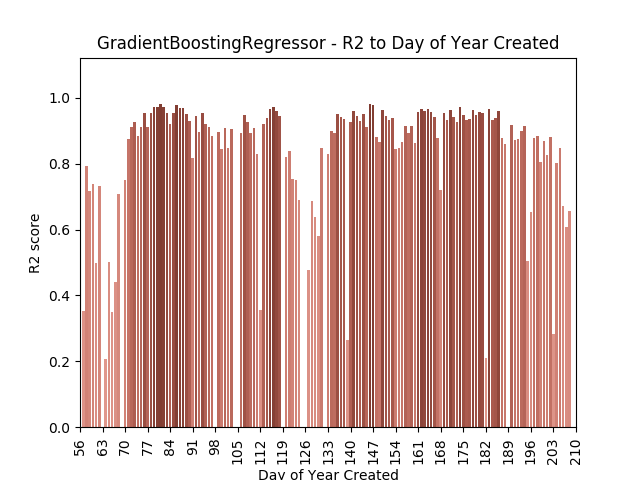 GradientBoostingRegressor - R2 to Day of Year Created
1.0
0.8
0.6
0.4
0.2
0.0
R2 score
56 63 70 77 84 91 98 105 112 119 126 133 140 147 154 161 168 175 182 189 196 203 210
Day of Year Created